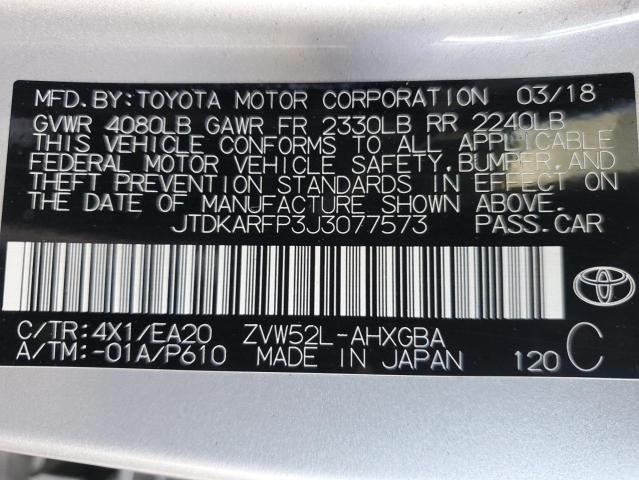 MFD. BY: TOYOTA MOTOR CORPORATION 03/18
GVWR 4080LB GAWR FR 2330LB RR 2240LB
THIS VEHICLE CONFORMS TO ALL APPLICABLE
FEDERAL MOTOR VEHICLE SAFETY, BUMPER, AND
THEFT PREVENTION STANDARDS IN EFFECT ON
THE DATE OF MANUFACTURE SHOWN ABOVE.
JTDKARFP3J3077573 PASS. CAR
C/TR: 4X1/EA20 ZVW52L-AHXGBA
A/TM: -01A/P610 MADE IN JAPAN 120 C